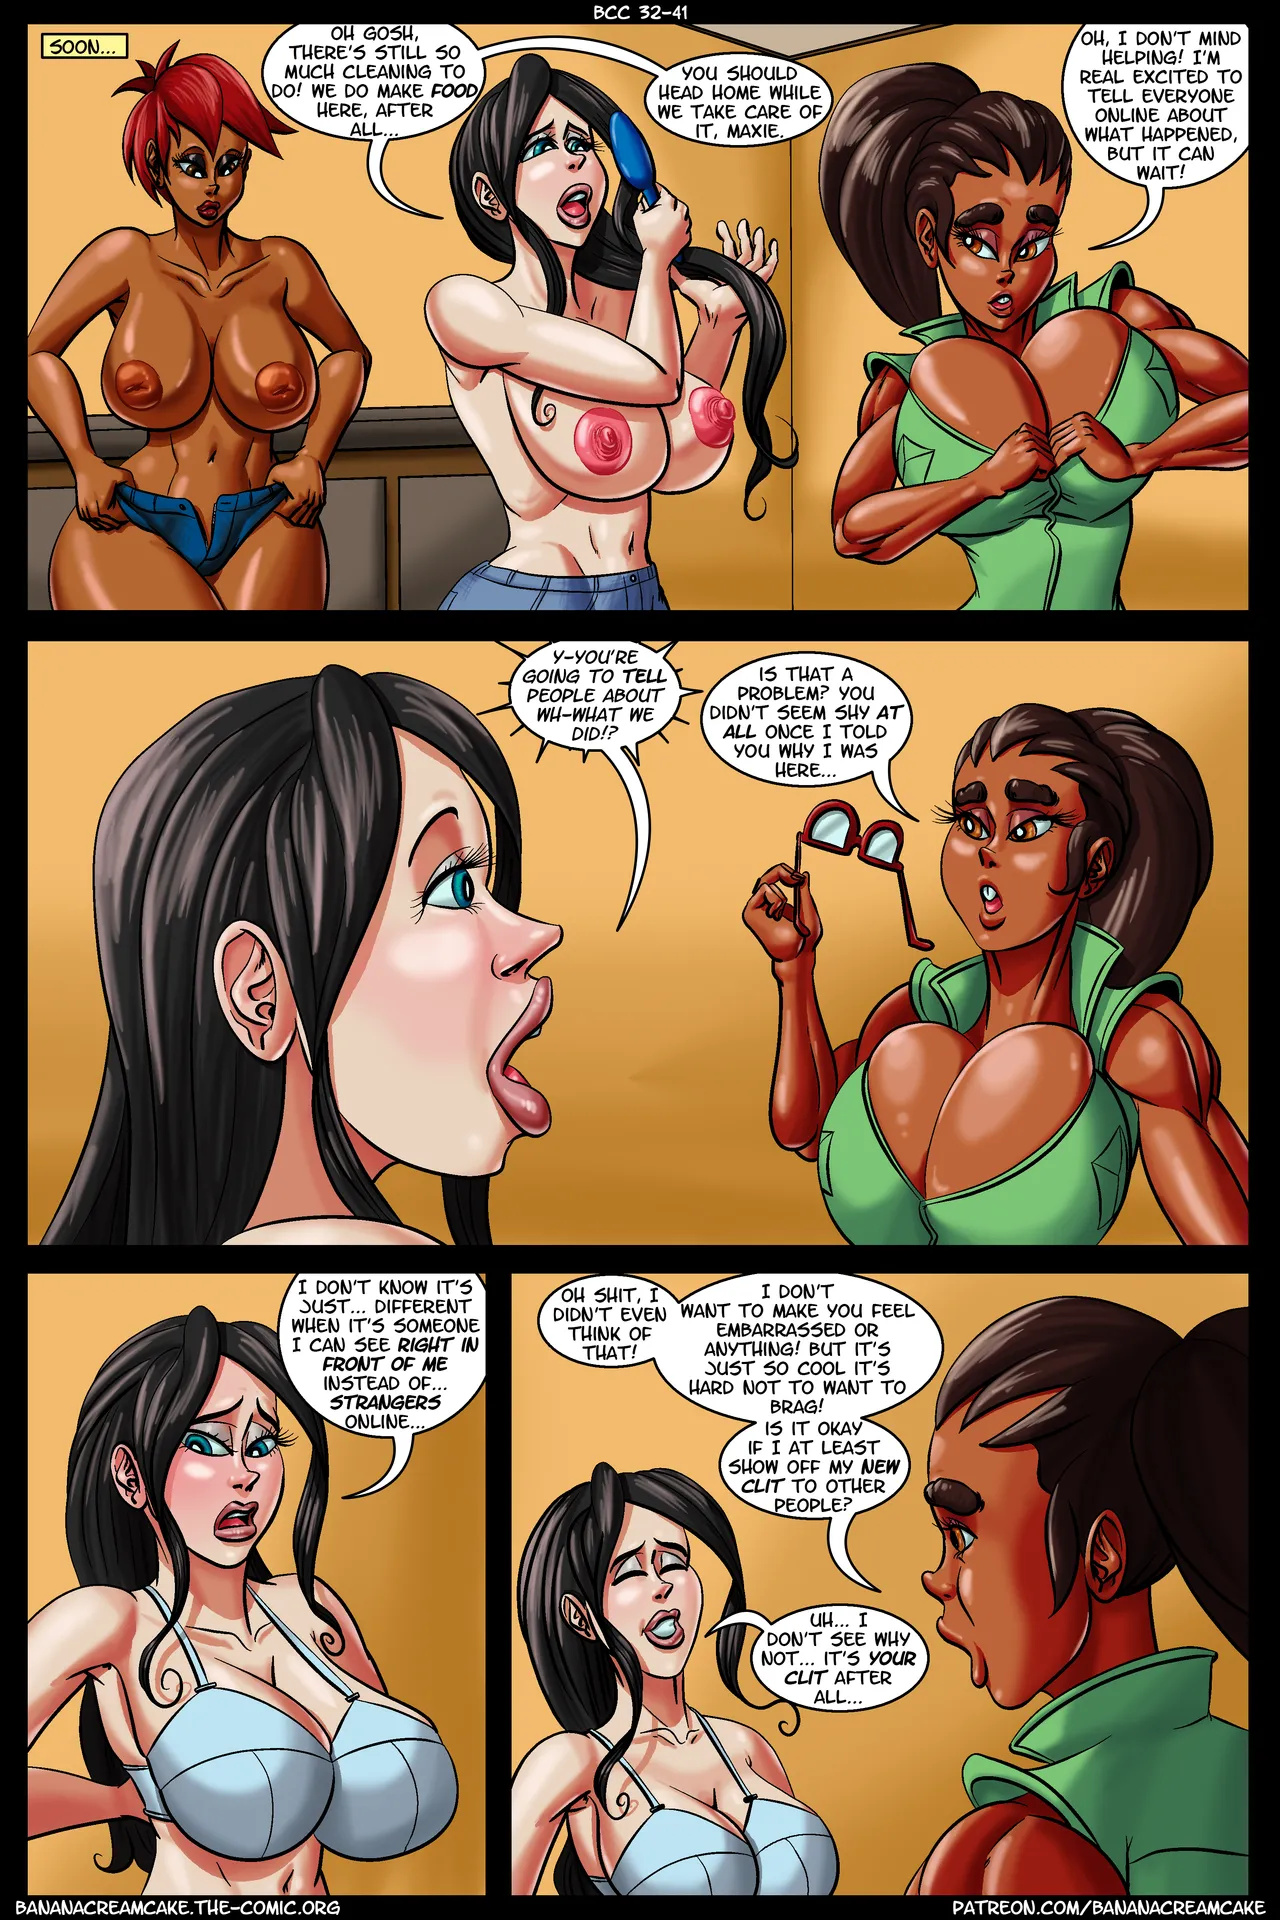 BCC 32-41
SOON...
OH GOSH,
THERE'S STILL SO
MUCH CLEANING TO
DO! WE DO MAKE FOOD
HERE, AFTER
ALL...
YOU SHOULD
HEAD HOME WHILE
WE TAKE CARE OF
IT, MAXIE.
OH, I DON'T MIND
HELPING! I'M
REAL EXCITED TO
TELL EVERYONE
ONLINE ABOUT
WHAT HAPPENED,
BUT IT CAN
WAIT!
Y-YOU'RE
GOING TO TELL
PEOPLE ABOUT
WH-WHAT WE
DID!?
IS THAT A
PROBLEM? YOU
DIDN'T SEEM SHY AT
ALL ONCE I TOLD
YOU WHY I WAS
HERE...
I DON'T KNOW IT'S
JUST... DIFFERENT
WHEN IT'S SOMEONE
I CAN SEE RIGHT IN
FRONT OF ME
INSTEAD OF...
STRANGERS
ONLINE...
OH SHIT, I
DIDN'T EVEN
THINK OF
THAT!
I DON'T
WANT TO MAKE YOU FEEL
EMBARRASSED OR
ANYTHING! BUT IT'S
JUST SO COOL IT'S
HARD NOT TO WANT TO
BRAG!
IS IT OKAY
IF I AT LEAST
SHOW OFF MY NEW
CLIT TO OTHER
PEOPLE?
UH... I
DON'T SEE WHY
NOT... IT'S YOUR
CLIT AFTER
ALL...
BANANACREAMCAKE.THE-COMIC.ORG
PATREON.COM/BANANACREAMCAKE